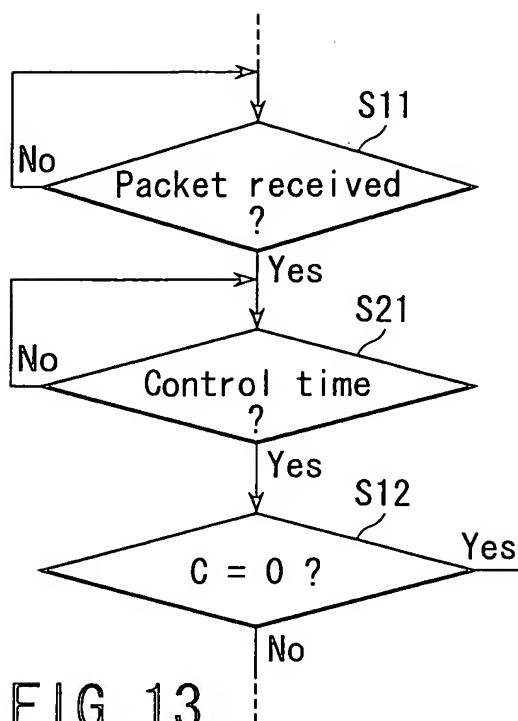 S11
No
Packet received
?
Yes
S21
No
Control time
?
Yes
S12
Yes
C = 0 ?
No
FIG. 13